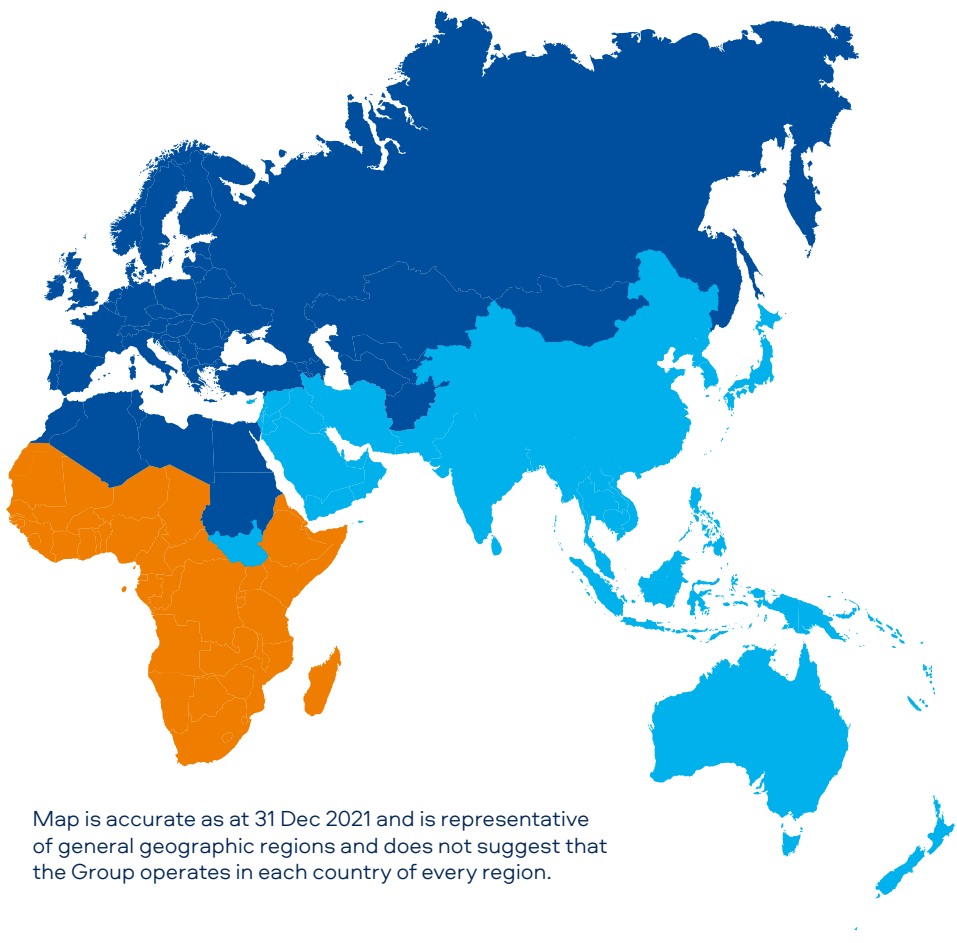 Map is accurate as at 31 Dec 2021 and is representative
of general geographic regions and does not suggest that
the Group operates in each country of every region.